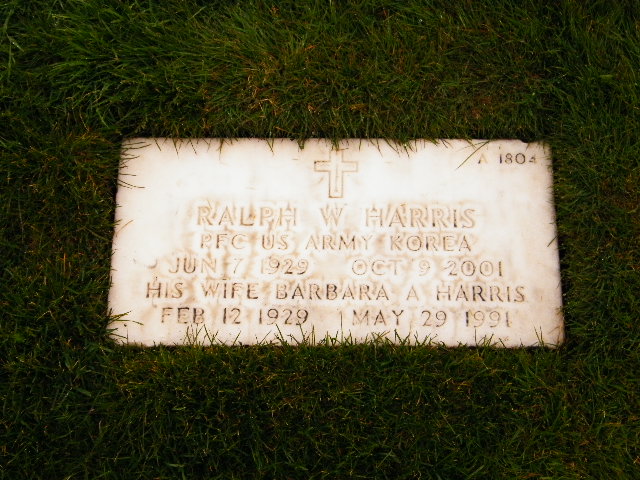 A 1804
RALPH W HARRIS
PFC US ARMY KOREA
JUN 7 1929 OCT 9 2001
HIS WIFE BARBARA A HARRIS
FEB 12 1929 MAY 29 1991